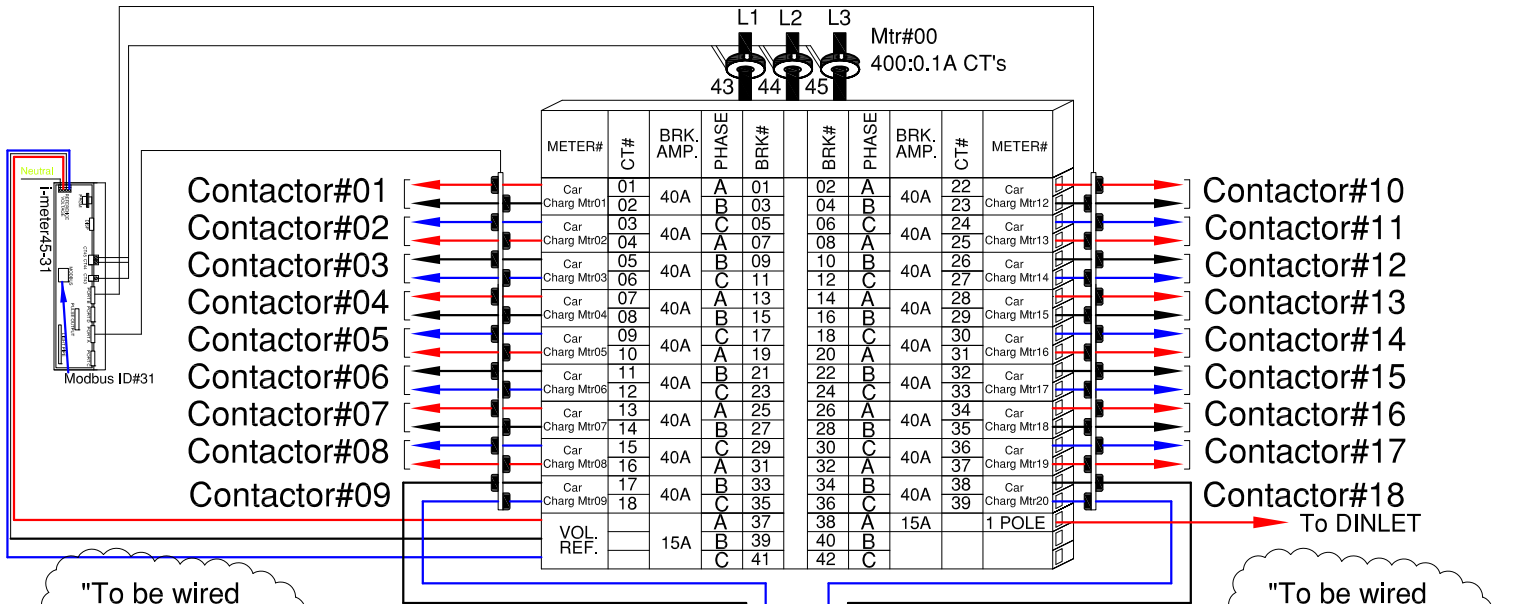 L1 L2 L3
Mtr#00
400:0.1A CT's
43 44 45
METER# CT# BRK. AMP. PHASE BRK# BRK# PHASE BRK. AMP. CT# METER#
Neutral
i-meter45-31
MODBUS
Modbus ID#31
Contactor#01 Car Charg Mtr01 01 02 40A A B 01 03 02 04 A B 40A 22 23 Car Charg Mtr12 Contactor#10
Contactor#02 Car Charg Mtr02 03 04 40A C A 05 07 06 08 C A 40A 24 25 Car Charg Mtr13 Contactor#11
Contactor#03 Car Charg Mtr03 05 06 40A B C 09 11 10 12 B C 40A 26 27 Car Charg Mtr14 Contactor#12
Contactor#04 Car Charg Mtr04 07 08 40A A B 13 15 14 16 A B 40A 28 29 Car Charg Mtr15 Contactor#13
Contactor#05 Car Charg Mtr05 09 10 40A C A 17 19 18 20 C A 40A 30 31 Car Charg Mtr16 Contactor#14
Contactor#06 Car Charg Mtr06 11 12 40A B C 21 23 22 24 B C 40A 32 33 Car Charg Mtr17 Contactor#15
Contactor#07 Car Charg Mtr07 13 14 40A A B 25 27 26 28 A B 40A 34 35 Car Charg Mtr18 Contactor#16
Contactor#08 Car Charg Mtr08 15 16 40A C A 29 31 30 32 C A 40A 36 37 Car Charg Mtr19 Contactor#17
Contactor#09 Car Charg Mtr09 17 18 40A B C 33 35 34 36 B C 40A 38 39 Car Charg Mtr20 Contactor#18
VOL. REF. 15A A B C 37 39 41 38 40 42 A B C 15A 1 POLE To DINLET
"To be wired
"To be wired